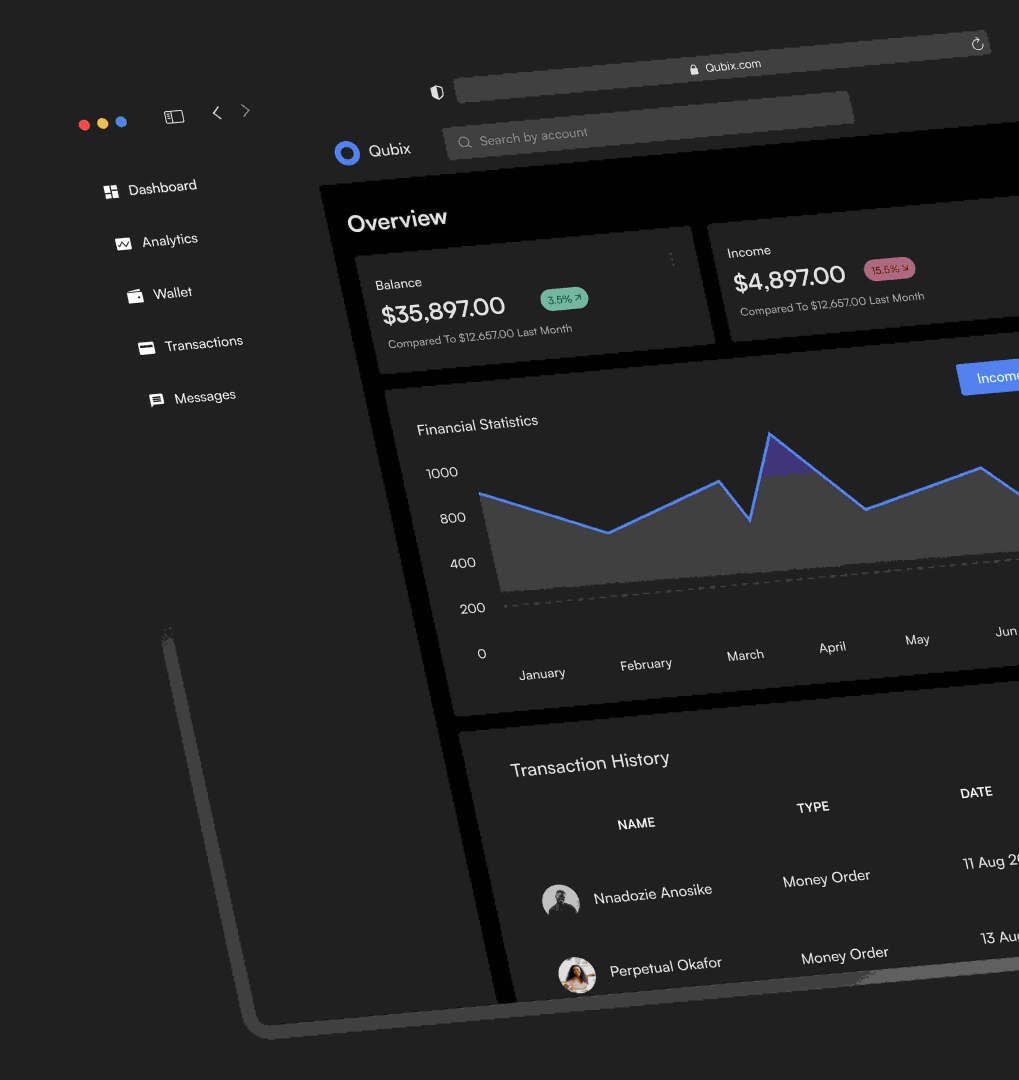 Qubix.com
Qubix
Search by account
Dashboard
Analytics
Wallet
Transactions
Messages
Overview
Balance
$35,897.00
3.5%
Compared To $12,657.00 Last Month
Income
$4,897.00
15.5%
Compared To $12,657.00 Last Month
Income
Financial Statistics
1000
800
400
200
0
January
February
March
April
May
Jun
Transaction History
NAME
TYPE
DATE
Nnadozie Anosike
Money Order
11 Aug
Perpetual Okafor
Money Order
13 Aug